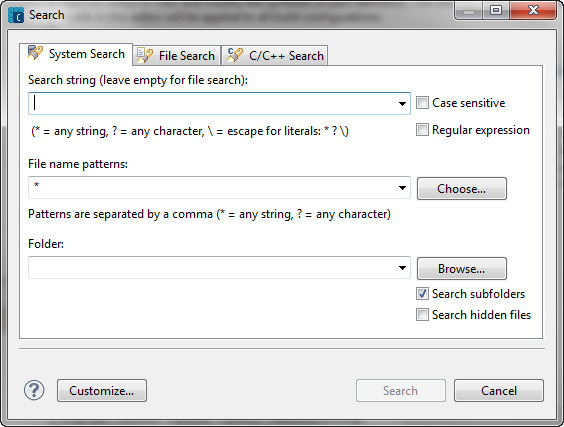 Search
System Search
File Search
C/C++ Search
Search string (leave empty for file search):
Case sensitive
(* = any string, ? = any character, \ = escape for literals: * ? \)
Regular expression
File name patterns:
*
Choose...
Patterns are separated by a comma (* = any string, ? = any character)
Folder:
Browse...
Search subfolders
Search hidden files
Customize...
Search
Cancel